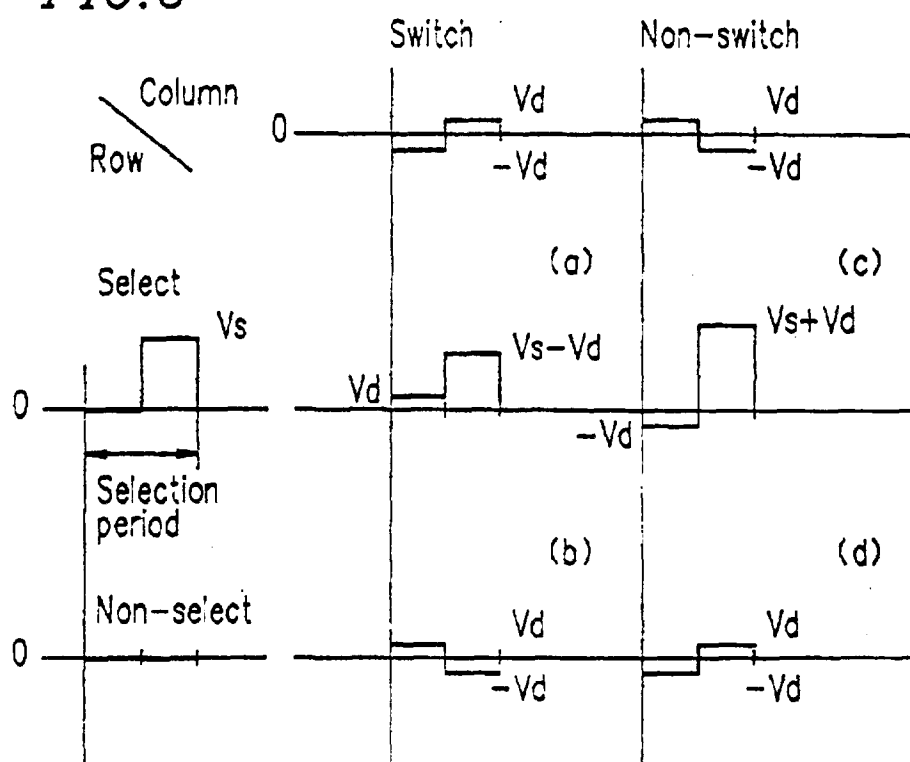 Switch Non-switch
Column
Row
0 Vd Vd
-Vd -Vd
(a) (c)
Select
Vs
Vs-Vd Vs+Vd
Vd
0
-Vd
Selection
period
(b) (d)
Non-select
Vd Vd
0
-Vd -Vd